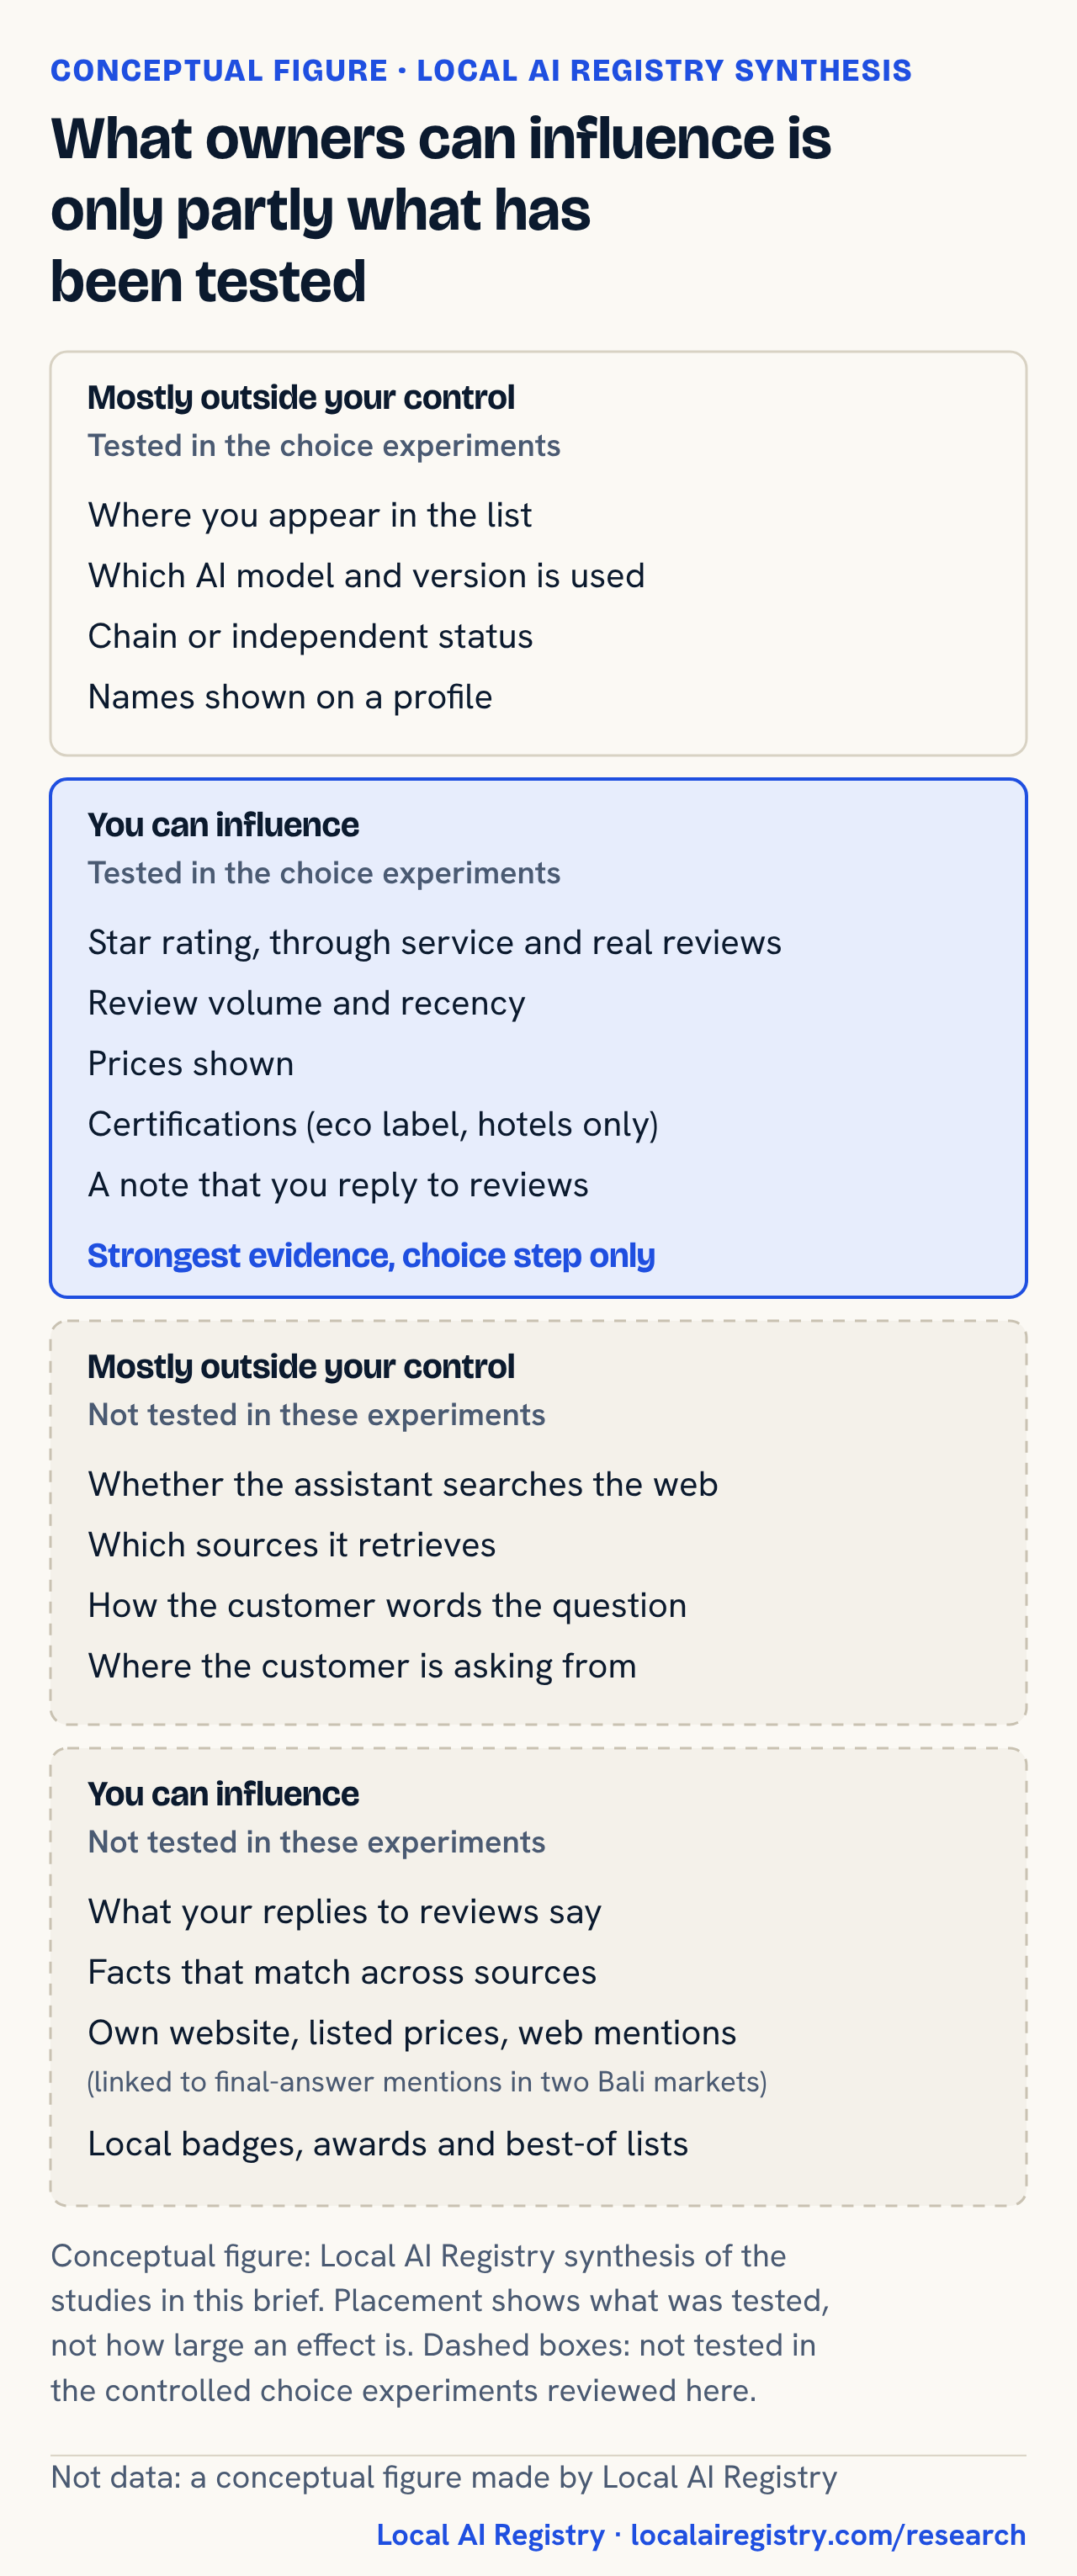 CONCEPTUAL FIGURE · LOCAL AI REGISTRY SYNTHESIS
What owners can influence is
only partly what has
been tested
Mostly outside your control
Tested in the choice experiments
Where you appear in the list
Which AI model and version is used
Chain or independent status
Names shown on a profile
You can influence
Tested in the choice experiments
Star rating, through service and real reviews
Review volume and recency
Prices shown
Certifications (eco label, hotels only)
A note that you reply to reviews
Strongest evidence, choice step only
Mostly outside your control
Not tested in these experiments
Whether the assistant searches the web
Which sources it retrieves
How the customer words the question
Where the customer is asking from
You can influence
Not tested in these experiments
What your replies to reviews say
Facts that match across sources
Own website, listed prices, web mentions
(linked to final-answer mentions in two Bali markets)
Local badges, awards and best-of lists
Conceptual figure: Local AI Registry synthesis of the
studies in this brief. Placement shows what was tested,
not how large an effect is. Dashed boxes: not tested in
the controlled choice experiments reviewed here.
Not data: a conceptual figure made by Local AI Registry
Local AI Registry · localairegistry.com/research